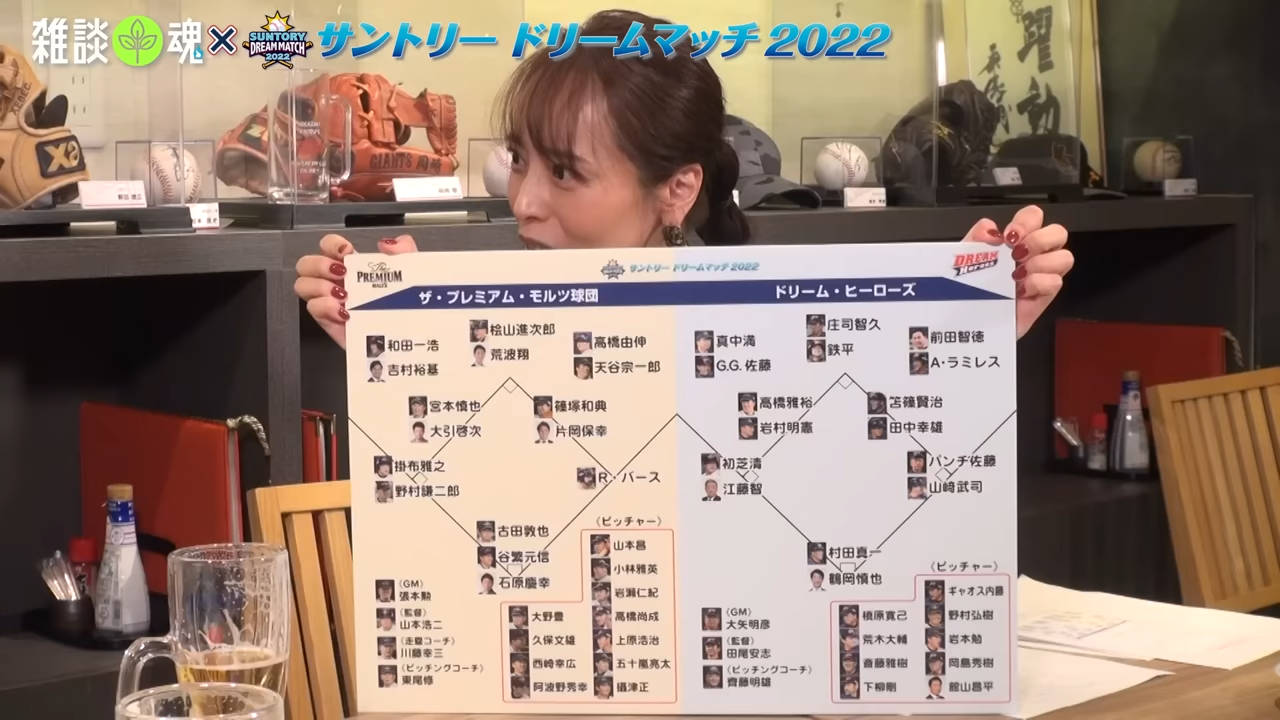 雑談魂×SUNTORY DREAM MATCH 2022 サントリー ドリームマッチ 2022
躍動
GIANTS
The PREMIUM MALT'S
サントリー ドリームマッチ 2022
DREAM Heroes
ザ・プレミアム・モルツ球団
ドリーム・ヒーローズ
和田一浩
吉村裕基
桧山進次郎
荒波翔
高橋由伸
天谷宗一郎
宮本慎也
大引啓次
篠塚和典
片岡保幸
掛布雅之
野村謙二郎
R・バース
古田敦也
谷繁元信
石原慶幸
(GM)
張本勲
(監督)
山本浩二
(走塁コーチ)
川藤幸三
(ピッチングコーチ)
東尾修
(ピッチャー)
山本昌
小林雅英
岩瀬仁紀
大野豊
高橋尚成
久保文雄
上原浩治
西崎幸広
五十嵐亮太
阿波野秀幸
攝津正
真中満
G.G.佐藤
庄司智久
鉄平
前田智徳
A・ラミレス
高橋雅裕
岩村明憲
笘篠賢治
田中幸雄
初芝清
江藤智
パンチ佐藤
山﨑武司
村田真一
鶴岡慎也
(GM)
大矢明彦
(監督)
田尾安志
(ピッチングコーチ)
齊藤明雄
(ピッチャー)
ギャオス内藤
槙原寛己
野村弘樹
荒木大輔
岩本勉
斎藤雅樹
岡島秀樹
下柳剛
館山昌平